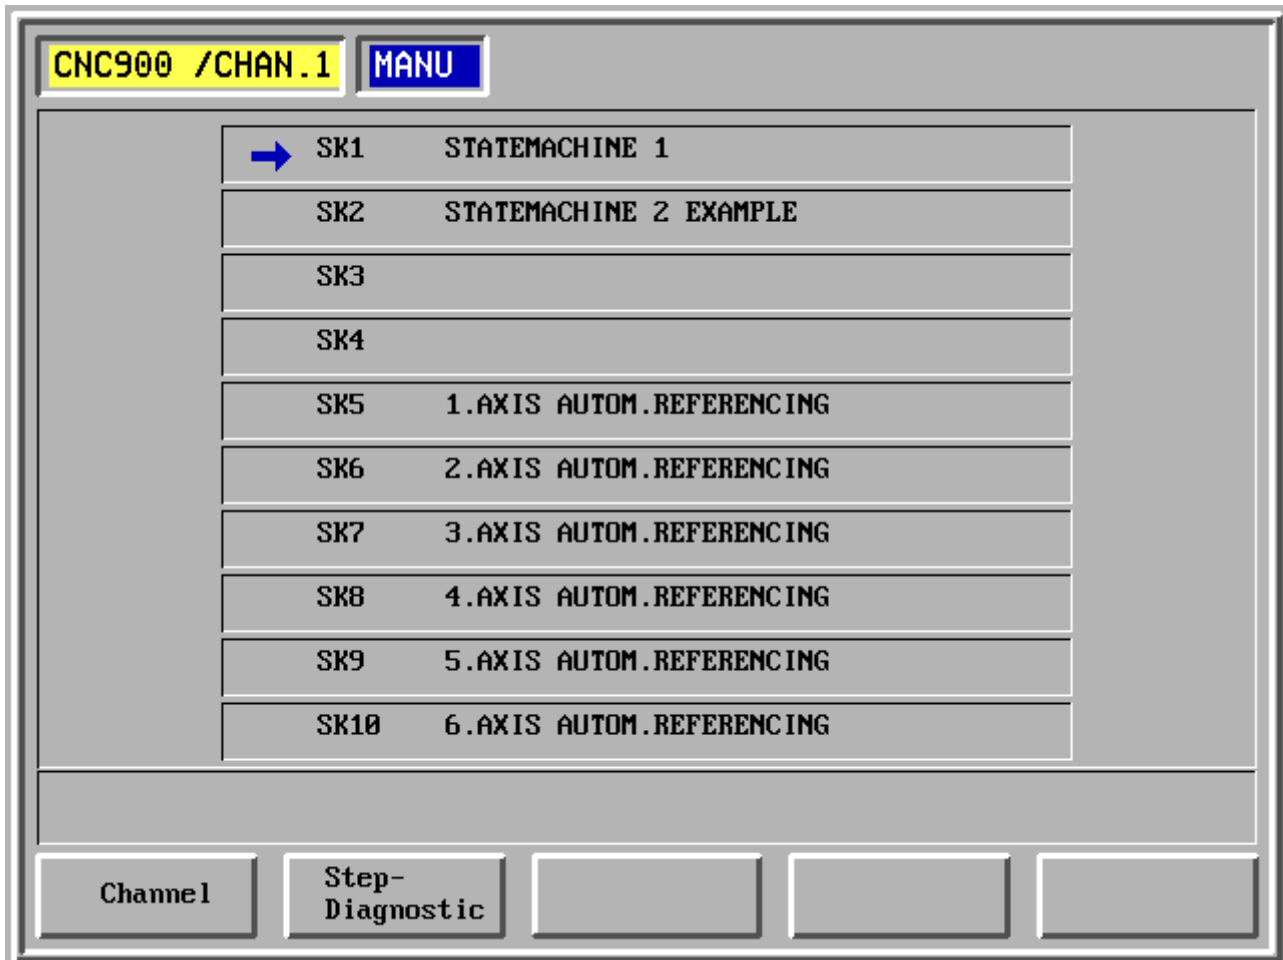 CNC900 /CHAN.1 MANU
SK1 STATEMACHINE 1
SK2 STATEMACHINE 2 EXAMPLE
SK3
SK4
SK5 1.AXIS AUTOM.REFERENCING
SK6 2.AXIS AUTOM.REFERENCING
SK7 3.AXIS AUTOM.REFERENCING
SK8 4.AXIS AUTOM.REFERENCING
SK9 5.AXIS AUTOM.REFERENCING
SK10 6.AXIS AUTOM.REFERENCING
Channel
Step-
Diagnostic